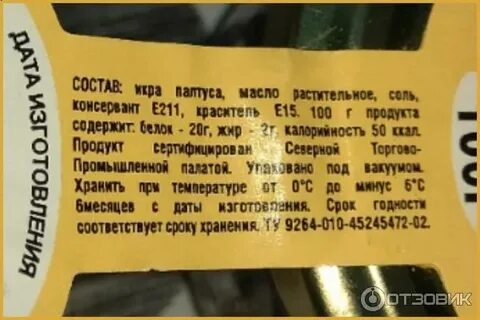 ДАТА ИЗГОТОВЛЕНИЯ
СОСТАВ: икра палтуса, масло растительное, соль,
консервант Е211, краситель Е15. 100 г продукта
содержит: белок - 20г, жир - 2г, калорийность 50 ккал.
Продукт сертифицирован Северной Торгово-
Промышленной палатой. Упаковано под вакуумом.
Хранить при температуре от 0°С до минус 6°С
6месяцев с даты изготовления. Срок годности
соответствует сроку хранения. ТУ 9264-010-45245472-02.
100г
ОТЗОВИК